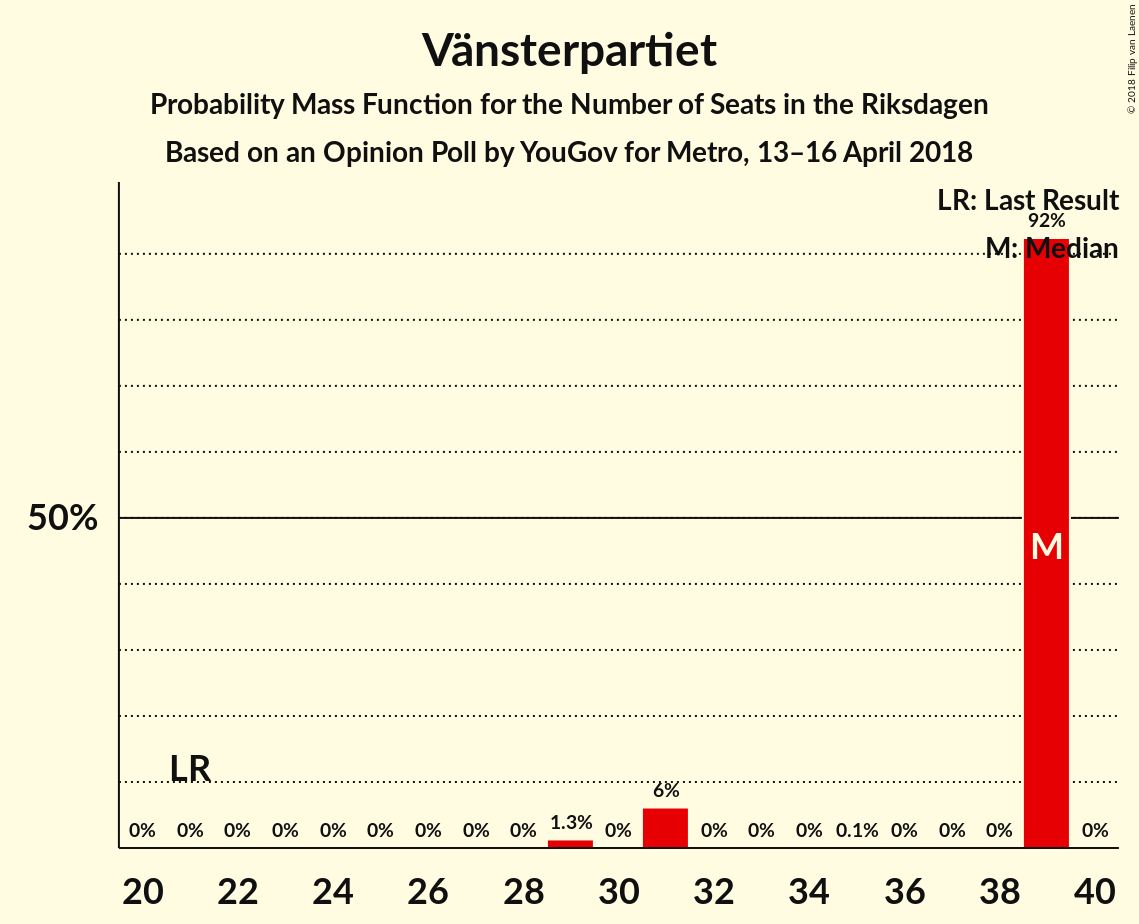 Vänsterpartiet
Probability Mass Function for the Number of Seats in the Riksdagen
Based on an Opinion Poll by YouGov for Metro, 13–16 April 2018
© 2018 Filip van Laenen
LR: Last Result
92%
M: Median
50%
M
LR
6%
0% 0% 0% 0% 0% 0% 0% 0% 0% 1.3% 0% 0% 0% 0% 0.1% 0% 0% 0% 0%
20 22 24 26 28 30 32 34 36 38 40